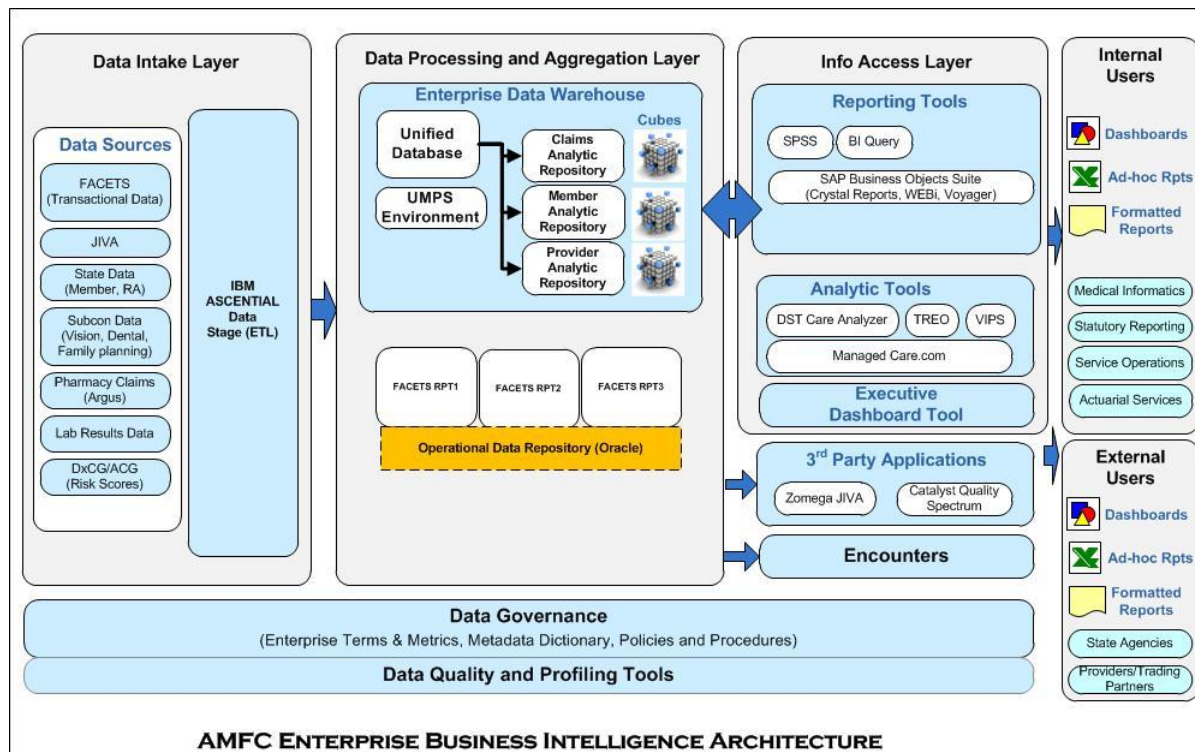 Data Intake Layer
Data Sources
FACETS
(Transactional Data)
JIVA
State Data
(Member, RA)
Subcon Data
(Vision, Dental,
Family planning)
Pharmacy Claims
(Argus)
Lab Results Data
DxCG/ACG
(Risk Scores)
IBM
ASCENTIAL
Data
Stage (ETL)
Data Processing and Aggregation Layer
Enterprise Data Warehouse
Cubes
Unified
Database
UMPS
Environment
Claims
Analytic
Repository
Member
Analytic
Repository
Provider
Analytic
Repository
FACETS RPT1
FACETS RPT2
FACETS RPT3
Operational Data Repository (Oracle)
Info Access Layer
Reporting Tools
SPSS
BI Query
SAP Business Objects Suite
(Crystal Reports, WEBi, Voyager)
Analytic Tools
DST Care Analyzer
TREO
VIPS
Managed Care.com
Executive
Dashboard Tool
3rd Party Applications
Zomega JIVA
Catalyst Quality
Spectrum
Encounters
Internal
Users
Dashboards
Ad-hoc Rpts
Formatted
Reports
Medical Informatics
Statutory Reporting
Service Operations
Actuarial Services
External
Users
Dashboards
Ad-hoc Rpts
Formatted
Reports
State Agencies
Providers/Trading
Partners
Data Governance
(Enterprise Terms & Metrics, Metadata Dictionary, Policies and Procedures)
Data Quality and Profiling Tools
AMFC ENTERPRISE BUSINESS INTELLIGENCE ARCHITECTURE